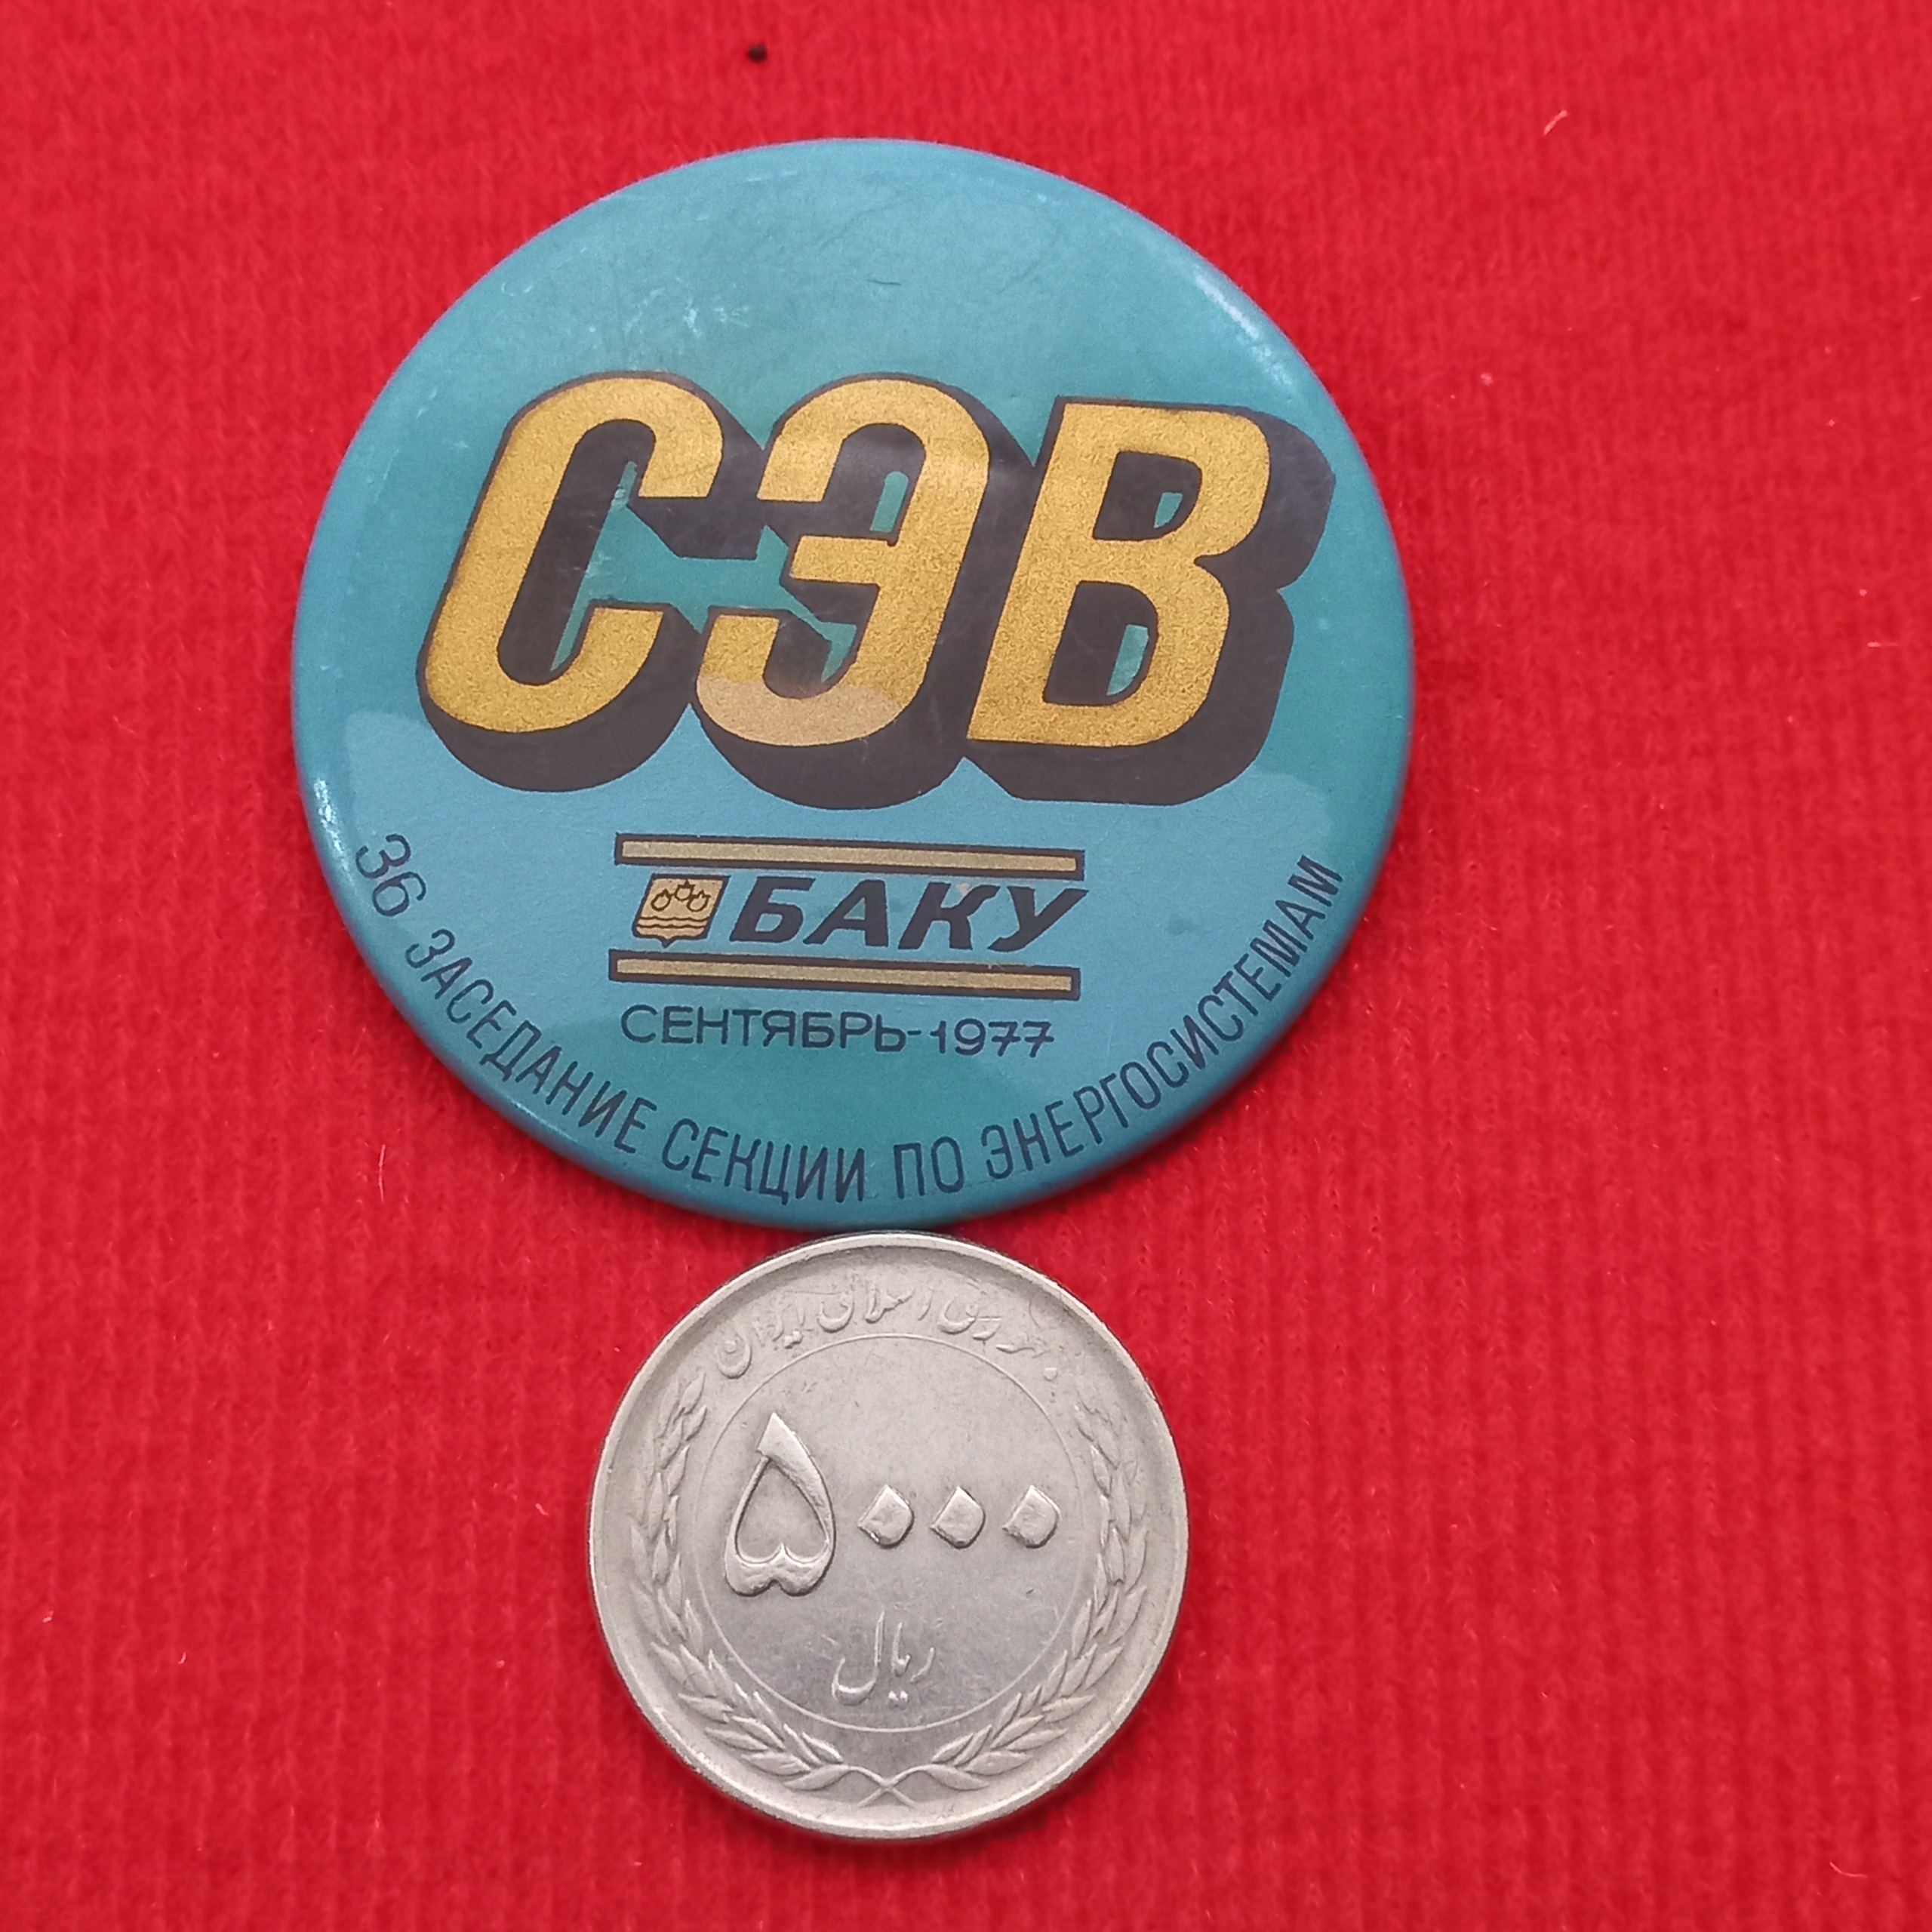 СЭВ
БАКУ
СЕНТЯБРЬ-1977
36 ЗАСЕДАНИЕ СЕКЦИИ ПО ЭНЕРГОСИСТЕМАМ
جمهوری اسلامی ایران
۵۰۰۰
ریال